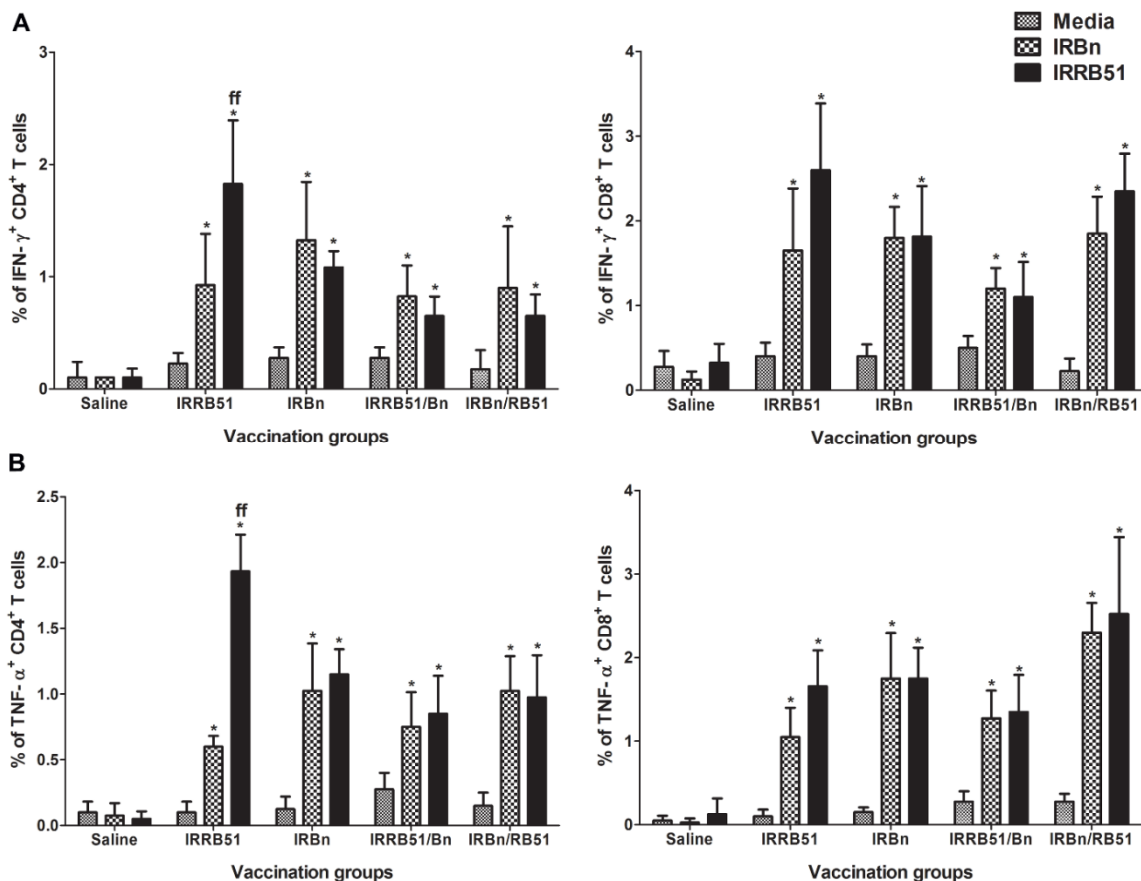 A
Media
IRBn
IRRB51
% of IFN- γ⁺ CD4⁺ T cells
3
2
1
0
ff
*
*
*
*
*
*
*
*
Saline IRRB51 IRBn IRRB51/Bn IRBn/RB51
Vaccination groups
% of IFN- γ⁺ CD8⁺ T cells
4
3
2
1
0
*
*
*
*
*
*
*
*
Saline IRRB51 IRBn IRRB51/Bn IRBn/RB51
Vaccination groups
B
% of TNF- α⁺ CD4⁺ T cells
2.5
2.0
1.5
1.0
0.5
0.0
ff
*
*
*
*
*
*
*
*
Saline IRRB51 IRBn IRRB51/Bn IRBn/RB51
Vaccination groups
% of TNF- α⁺ CD8⁺ T cells
4
3
2
1
0
*
*
*
*
*
*
*
*
Saline IRRB51 IRBn IRRB51/Bn IRBn/RB51
Vaccination groups